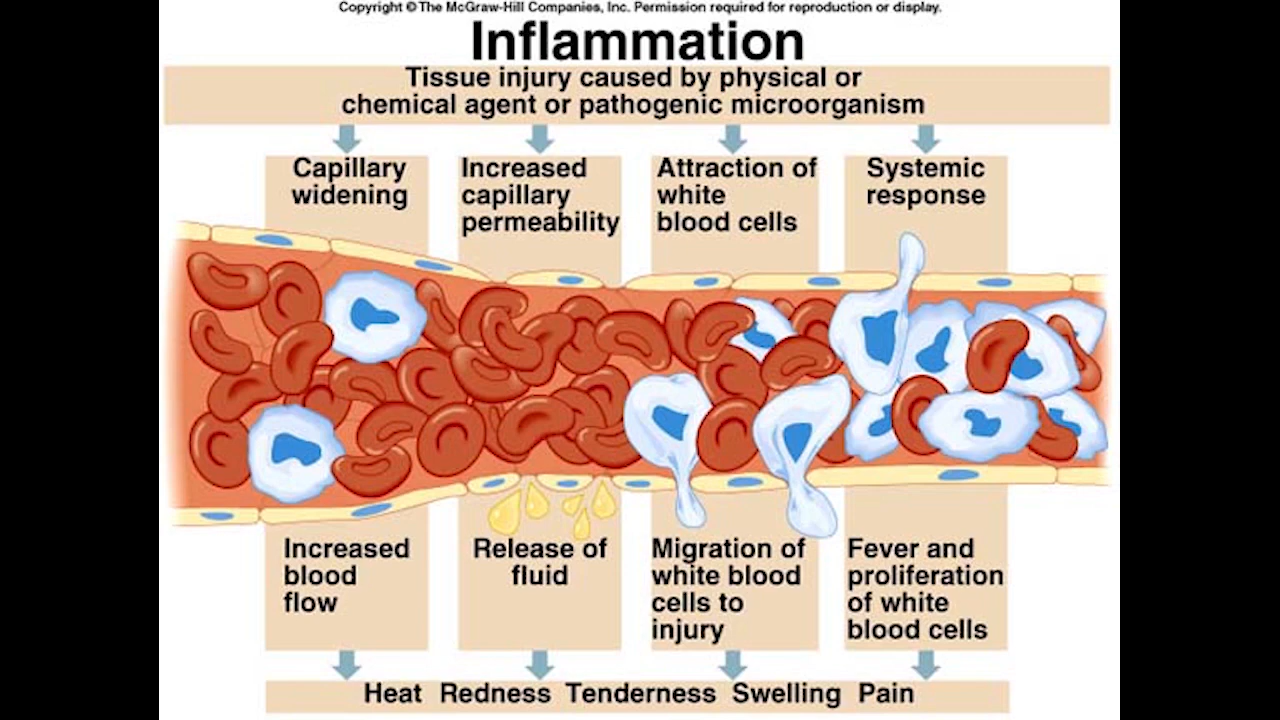 Copyright © The McGraw-Hill Companies, Inc. Permission required for reproduction or display.
Inflammation
Tissue injury caused by physical or
chemical agent or pathogenic microorganism
Capillary
widening
Increased
capillary
permeability
Attraction of
white
blood cells
Systemic
response
Increased
blood
flow
Release of
fluid
Migration of
white blood
cells to
injury
Fever and
proliferation
of white
blood cells
Heat Redness Tenderness Swelling Pain